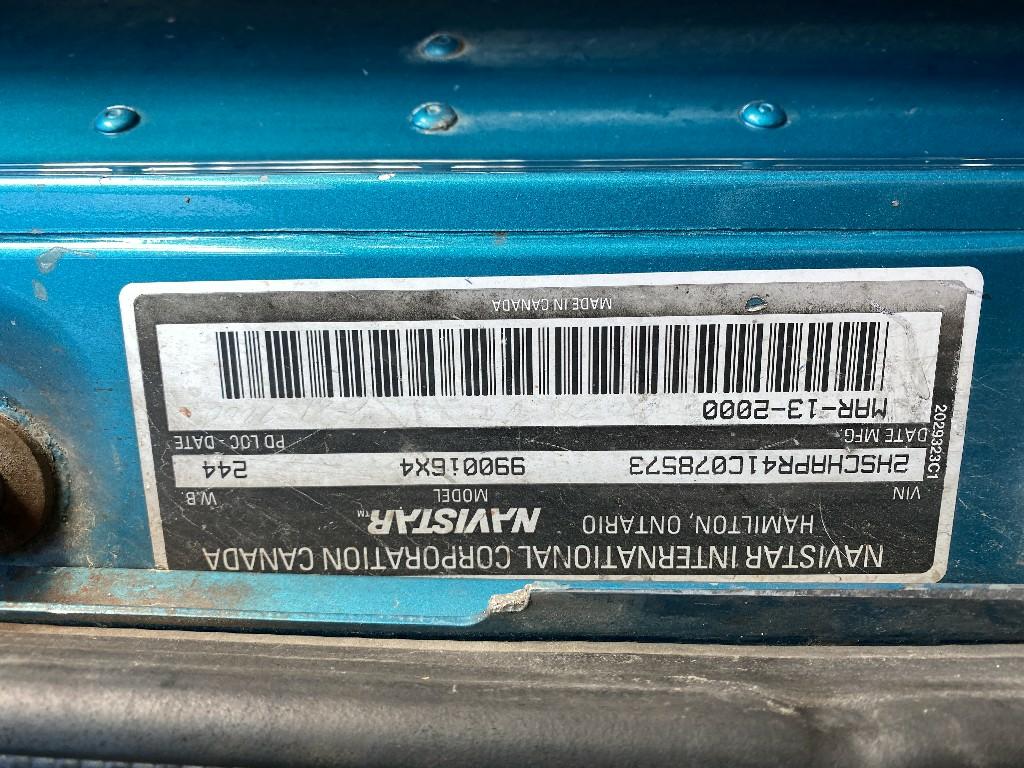 NAVISTAR INTERNATIONAL CORPORATION CANADA
HAMILTON, ONTARIO NAVISTAR™
VIN MODEL W.B.
2HSCHAPR41C078573 9900i6X4 244
DATE MFG. PD LOC - DATE
MAR-13-2000
MADE IN CANADA
2029323C1